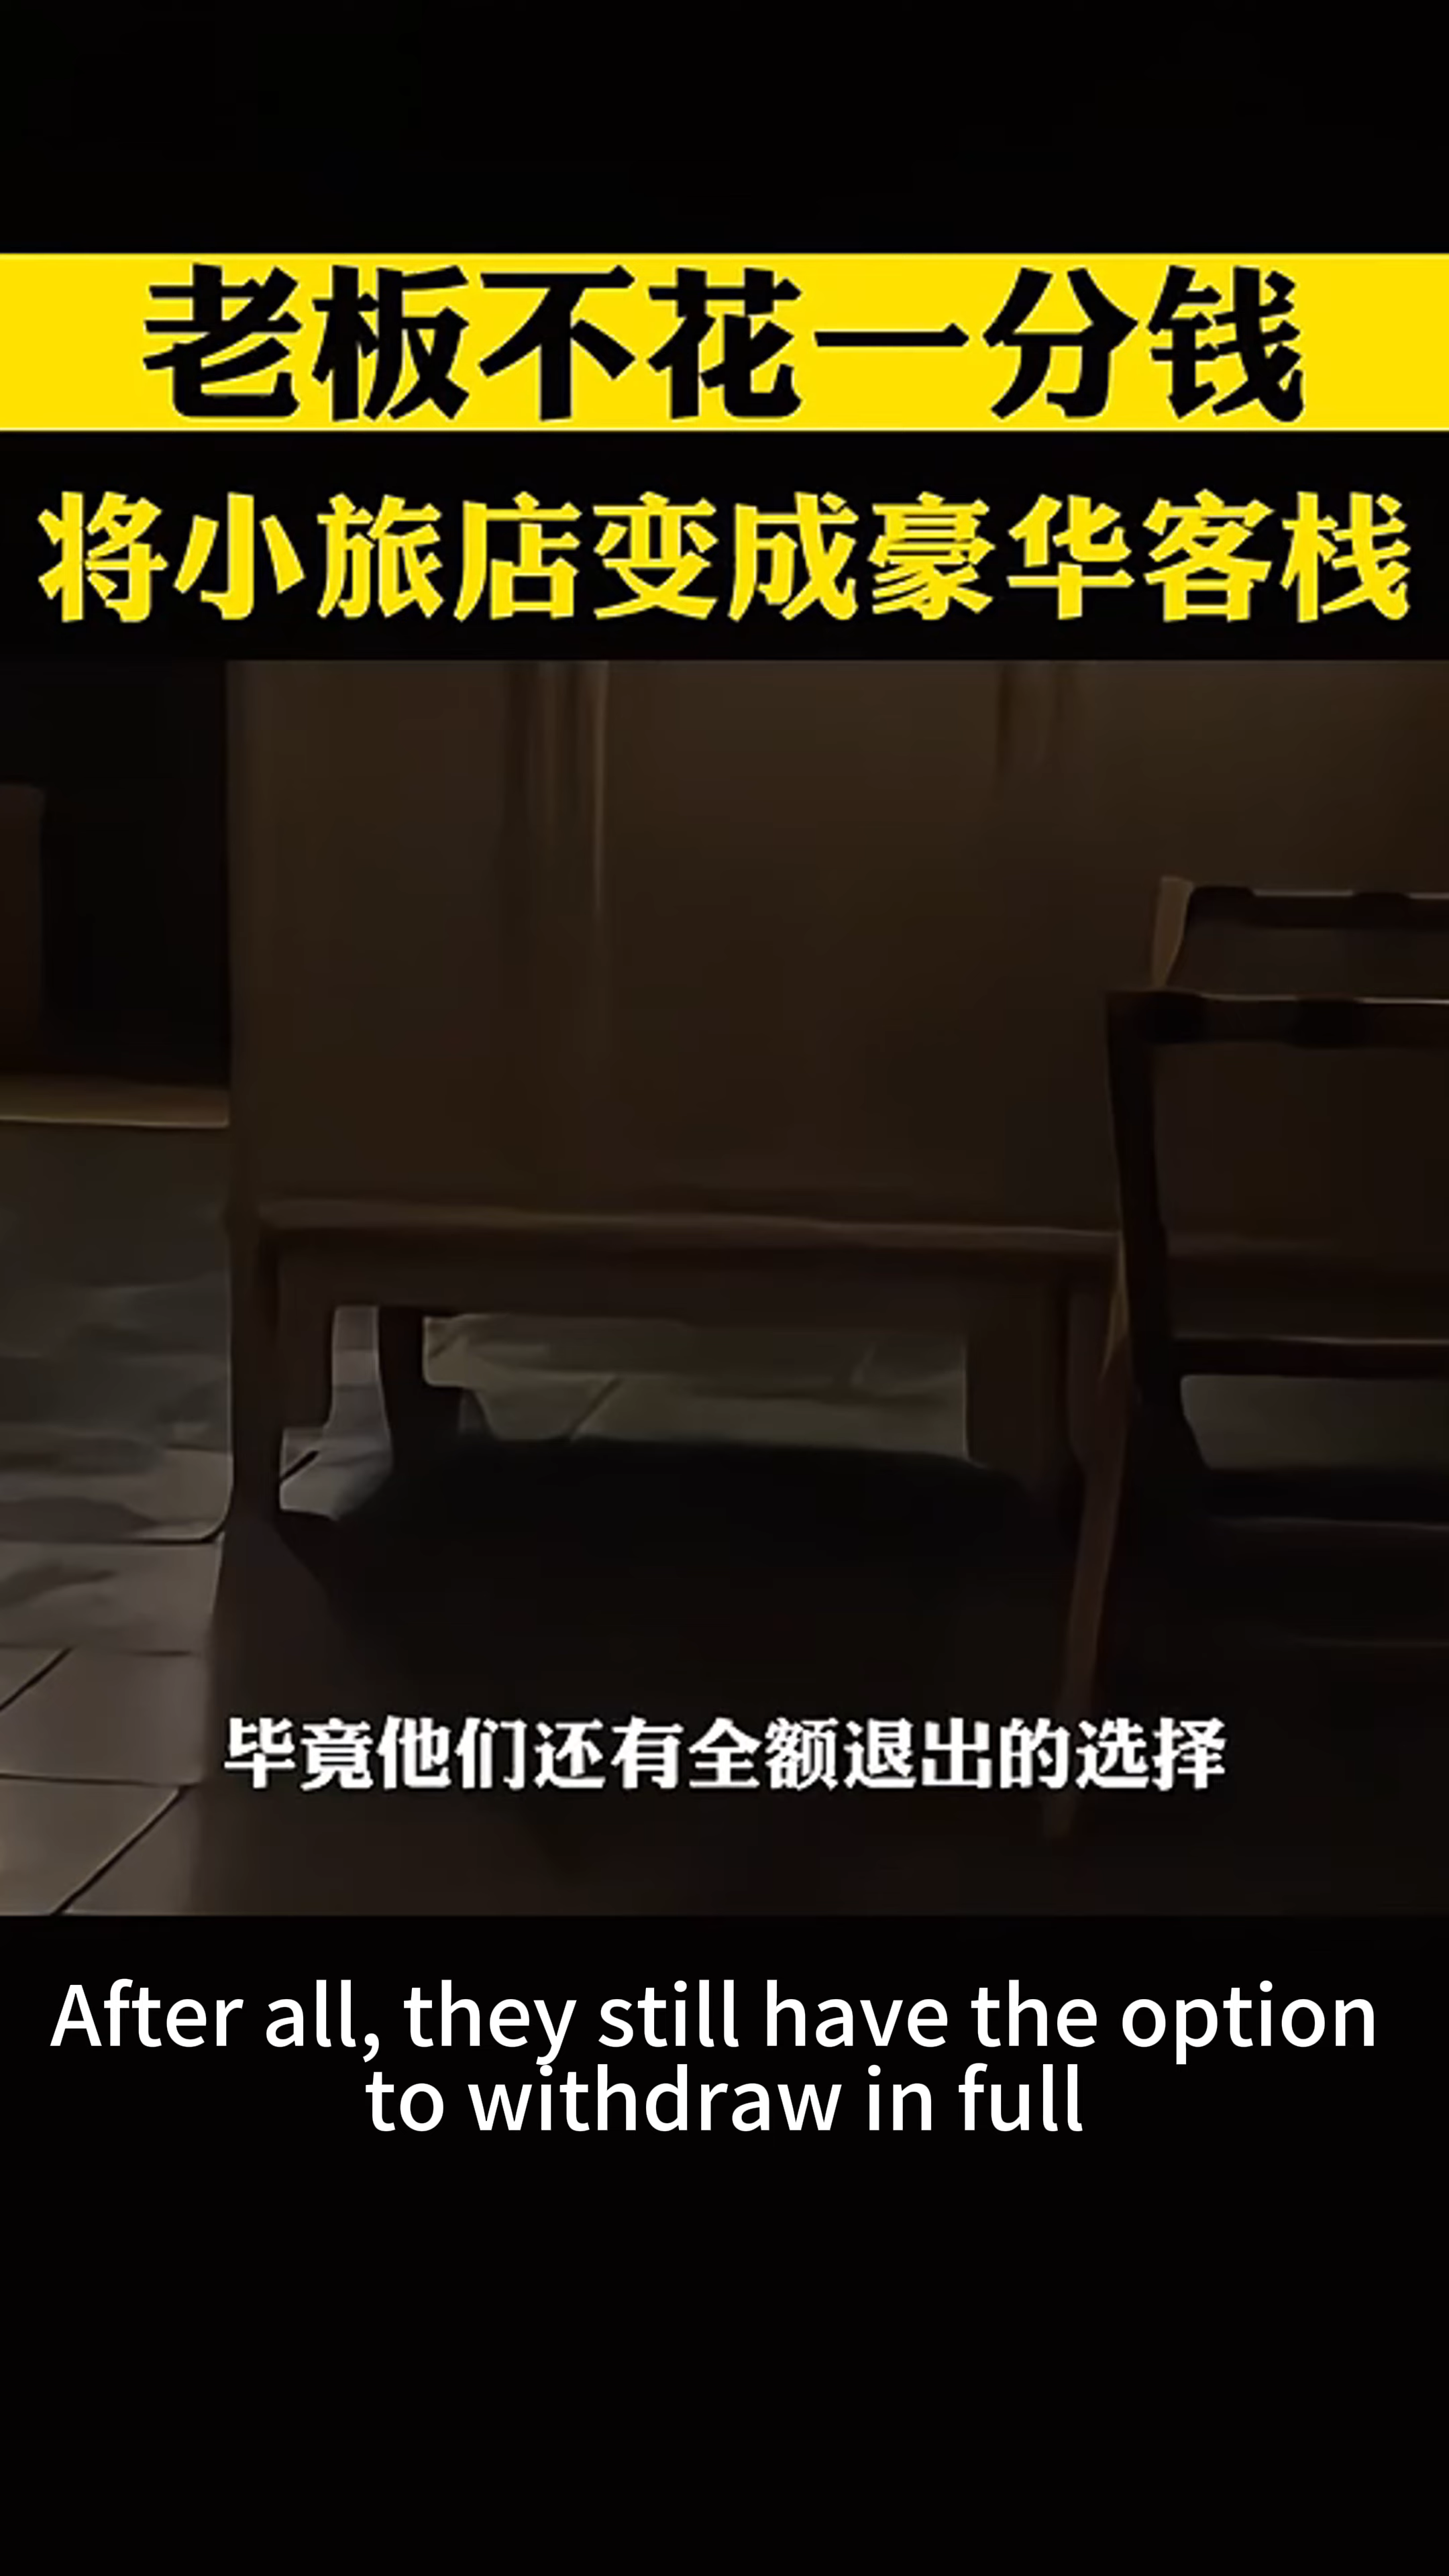 老板不花一分钱
将小旅店变成豪华客栈
毕竟他们还有全额退出的选择
After all, they still have the option
to withdraw in full